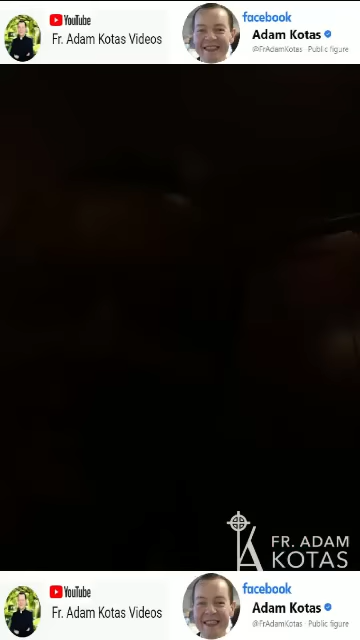 YouTube
Fr. Adam Kotas Videos
facebook
Adam Kotas
@FrAdamKotas · Public figure
FR. ADAM
KOTAS
YouTube
Fr. Adam Kotas Videos
facebook
Adam Kotas
@FrAdamKotas · Public figure